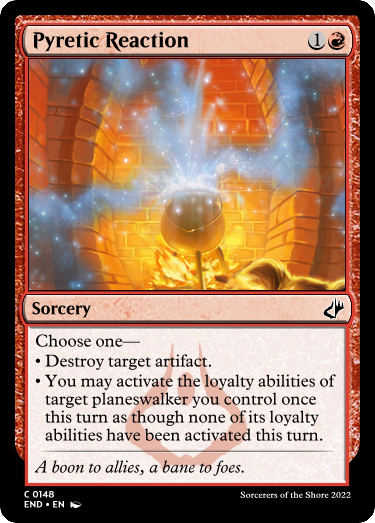 Pyretic Reaction 1
Sorcery
Choose one—
• Destroy target artifact.
• You may activate the loyalty abilities of
target planeswalker you control once
this turn as though none of its loyalty
abilities have been activated this turn.
A boon to allies, a bane to foes.
C 0148
END • EN
Sorcerers of the Shore 2022